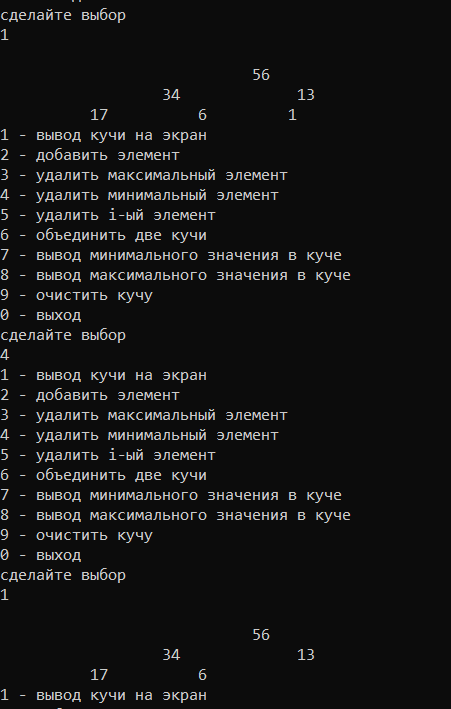 сделайте выбор
1
56
34 13
17 6 1
1 - вывод кучи на экран
2 - добавить элемент
3 - удалить максимальный элемент
4 - удалить минимальный элемент
5 - удалить i-ый элемент
6 - объединить две кучи
7 - вывод минимального значения в куче
8 - вывод максимального значения в куче
9 - очистить кучу
0 - выход
сделайте выбор
4
1 - вывод кучи на экран
2 - добавить элемент
3 - удалить максимальный элемент
4 - удалить минимальный элемент
5 - удалить i-ый элемент
6 - объединить две кучи
7 - вывод минимального значения в куче
8 - вывод максимального значения в куче
9 - очистить кучу
0 - выход
сделайте выбор
1
56
34 13
17 6
1 - вывод кучи на экран